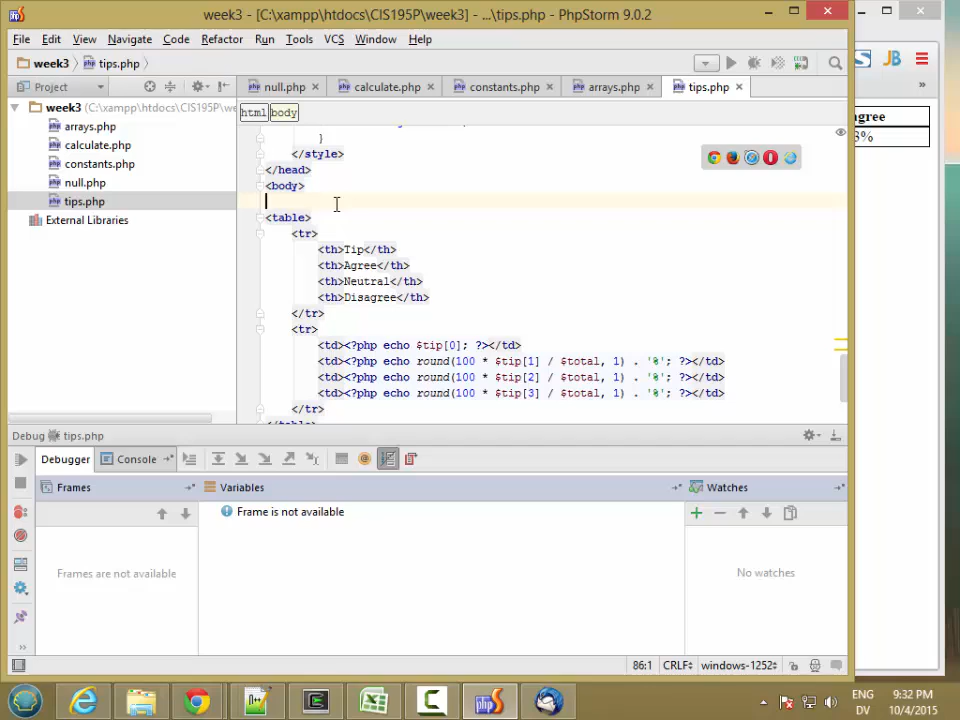 week3 - [C:\xampp\htdocs\CIS195P\week3] - ...\tips.php - PhpStorm 9.0.2
File Edit View Navigate Code Refactor Run Tools VCS Window Help
week3 tips.php
Project
null.php calculate.php constants.php arrays.php tips.php
week3 (C:\xampp\htdocs\CIS195P\we
arrays.php
calculate.php
constants.php
null.php
tips.php
External Libraries
html body
}
</style>
</head>
<body>
<table>
<tr>
<th>Tip</th>
<th>Agree</th>
<th>Neutral</th>
<th>Disagree</th>
</tr>
<tr>
<td><?php echo $tip[0]; ?></td>
<td><?php echo round(100 * $tip[1] / $total, 1) . '%'; ?></td>
<td><?php echo round(100 * $tip[2] / $total, 1) . '%'; ?></td>
<td><?php echo round(100 * $tip[3] / $total, 1) . '%'; ?></td>
</tr>
JB
»
gree
3%
Debug tips.php
Debugger Console
Frames Variables Watches
Frame is not available
Frames are not available
No watches
86:1 CRLF windows-1252
ENG 9:32 PM
DV 10/4/2015